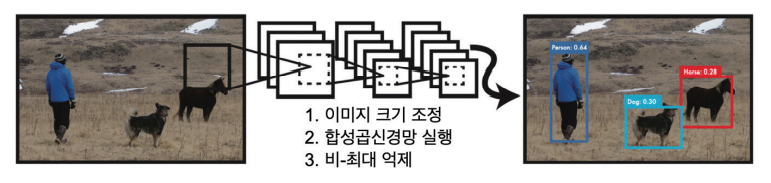 Person: 0.64
Horse: 0.28
Dog: 0.30
1. 이미지 크기 조정
2. 합성곱신경망 실행
3. 비-최대 억제